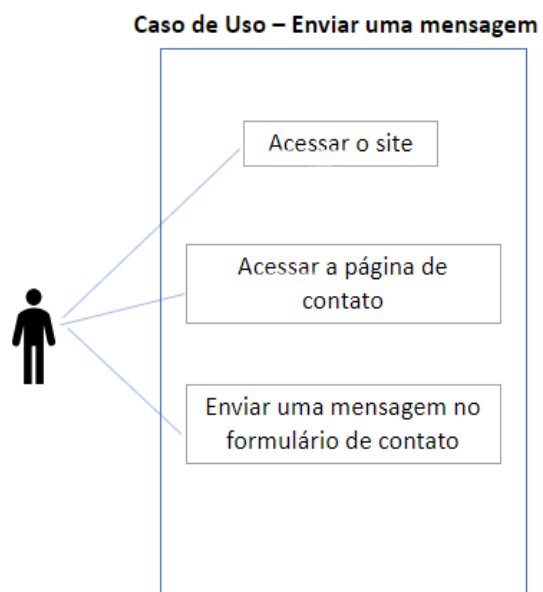 Caso de Uso – Enviar uma mensagem
Acessar o site
Acessar a página de
contato
Enviar uma mensagem no
formulário de contato